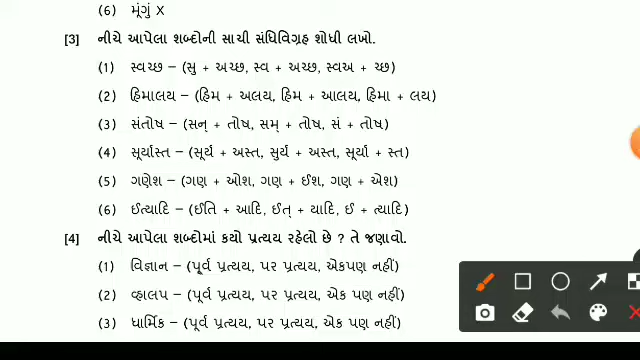 (6) મૂંગું X
[3] નીચે આપેલા શબ્દોની સાચી સંધિવિગ્રહ શોધી લખો.
(1) સ્વચ્છ – (સુ + અચ્છ, સ્વ + અચ્છ, સ્વઅ + ચ્છ)
(2) હિમાલય – (હિમ + અલય, હિમ + આલય, હિમા + લય)
(3) સંતોષ – (સન્ + તોષ, સમ્ + તોષ, સં + તોષ)
(4) સૂર્યાસ્ત – (સૂર્ય + અસ્ત, સુર્ય + અસ્ત, સૂર્યા + સ્ત)
(5) ગણેશ – (ગણ + ઓશ, ગણ + ઈશ, ગણ + એશ)
(6) ઈત્યાદિ – (ઈતિ + આદિ, ઈત્ + યાદિ, ઈ + ત્યાદિ)
[4] નીચે આપેલા શબ્દોમાં કયો પ્રત્યય રહેલો છે ? તે જણાવો.
(1) વિજ્ઞાન – (પૂર્વ પ્રત્યય, પર પ્રત્યય, એકપણ નહીં)
(2) વ્હાલપ – (પૂર્વ પ્રત્યય, પર પ્રત્યય, એક પણ નહીં)
(3) ધાર્મિક – (પૂર્વ પ્રત્યય, પર પ્રત્યય, એક પણ નહીં)